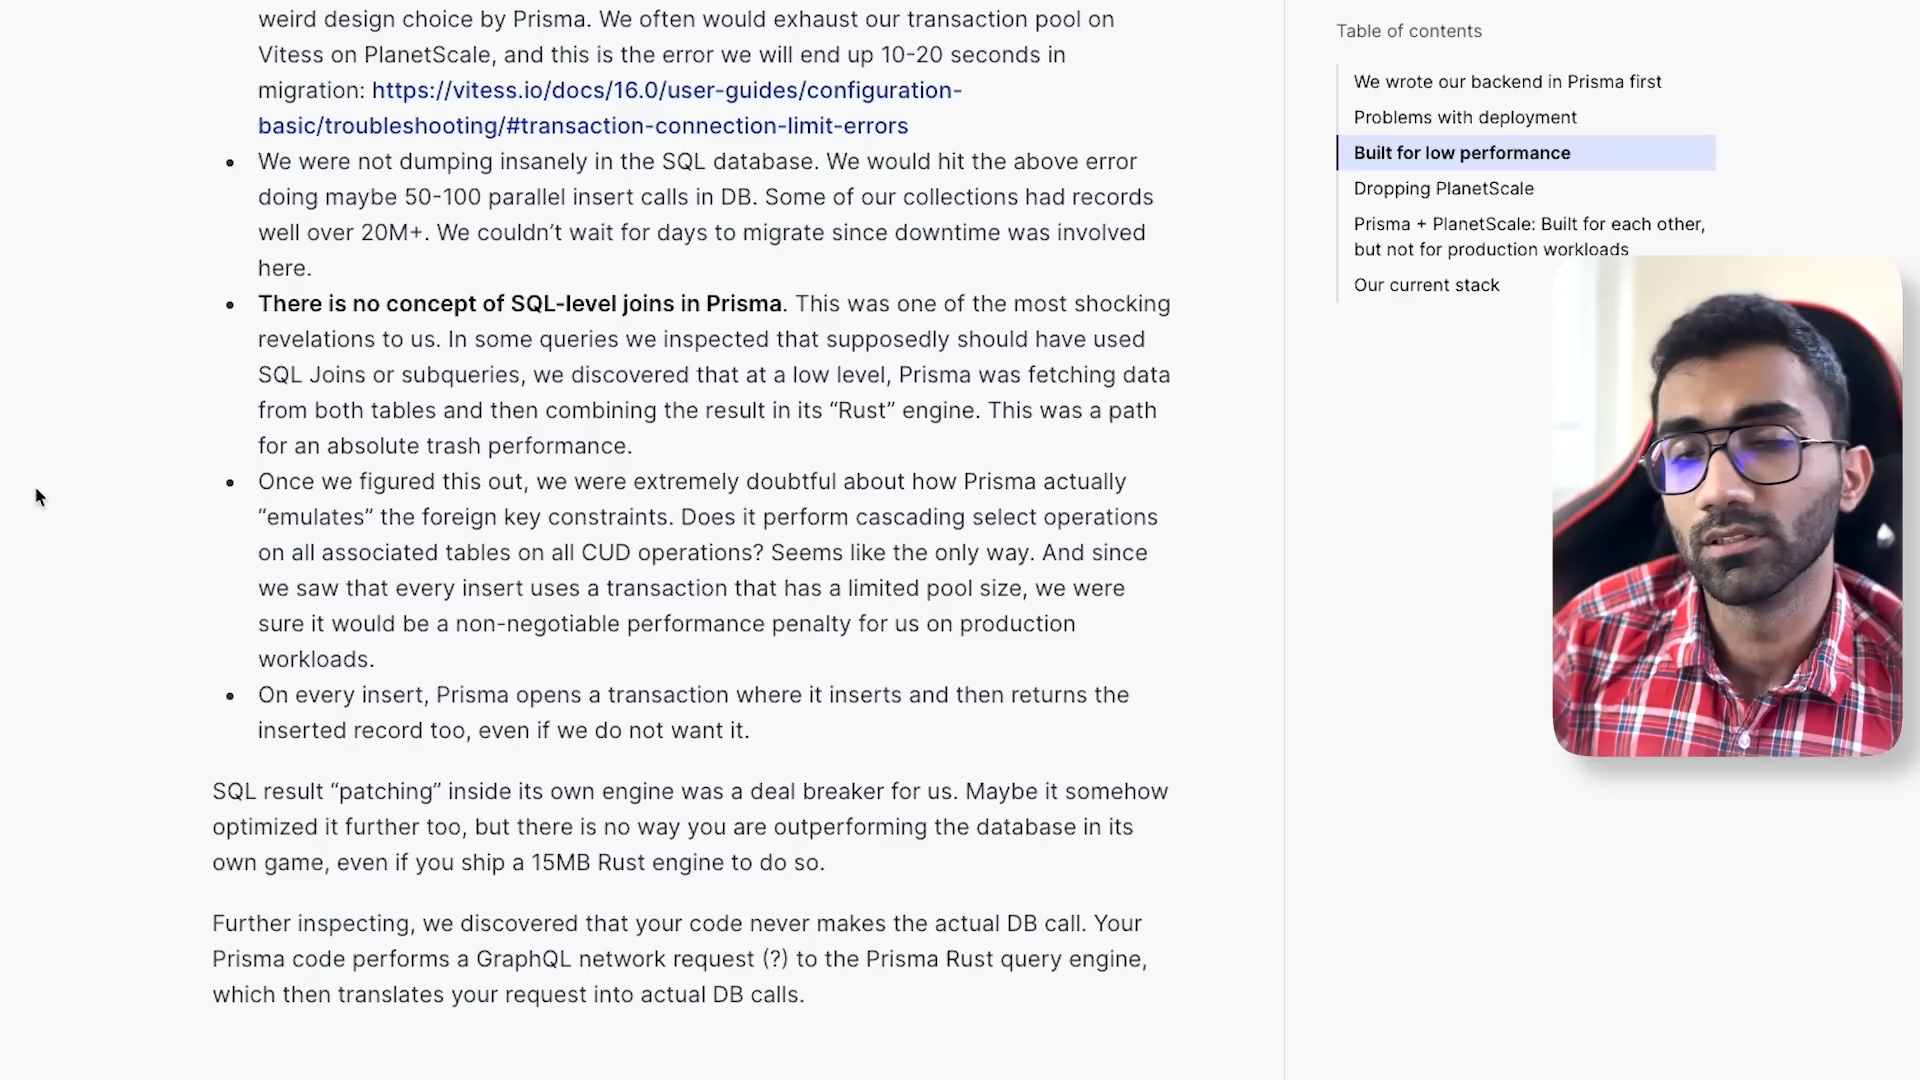 weird design choice by Prisma. We often would exhaust our transaction pool on
Vitess on PlanetScale, and this is the error we will end up 10-20 seconds in
migration: https://vitess.io/docs/16.0/user-guides/configuration-
basic/troubleshooting/#transaction-connection-limit-errors
We were not dumping insanely in the SQL database. We would hit the above error
doing maybe 50-100 parallel insert calls in DB. Some of our collections had records
well over 20M+. We couldn’t wait for days to migrate since downtime was involved
here.
There is no concept of SQL-level joins in Prisma. This was one of the most shocking
revelations to us. In some queries we inspected that supposedly should have used
SQL Joins or subqueries, we discovered that at a low level, Prisma was fetching data
from both tables and then combining the result in its “Rust” engine. This was a path
for an absolute trash performance.
Once we figured this out, we were extremely doubtful about how Prisma actually
“emulates” the foreign key constraints. Does it perform cascading select operations
on all associated tables on all CUD operations? Seems like the only way. And since
we saw that every insert uses a transaction that has a limited pool size, we were
sure it would be a non-negotiable performance penalty for us on production
workloads.
On every insert, Prisma opens a transaction where it inserts and then returns the
inserted record too, even if we do not want it.
SQL result “patching” inside its own engine was a deal breaker for us. Maybe it somehow
optimized it further too, but there is no way you are outperforming the database in its
own game, even if you ship a 15MB Rust engine to do so.
Further inspecting, we discovered that your code never makes the actual DB call. Your
Prisma code performs a GraphQL network request (?) to the Prisma Rust query engine,
which then translates your request into actual DB calls.
Table of contents
We wrote our backend in Prisma first
Problems with deployment
Built for low performance
Dropping PlanetScale
Prisma + PlanetScale: Built for each other,
but not for production workloads
Our current stack